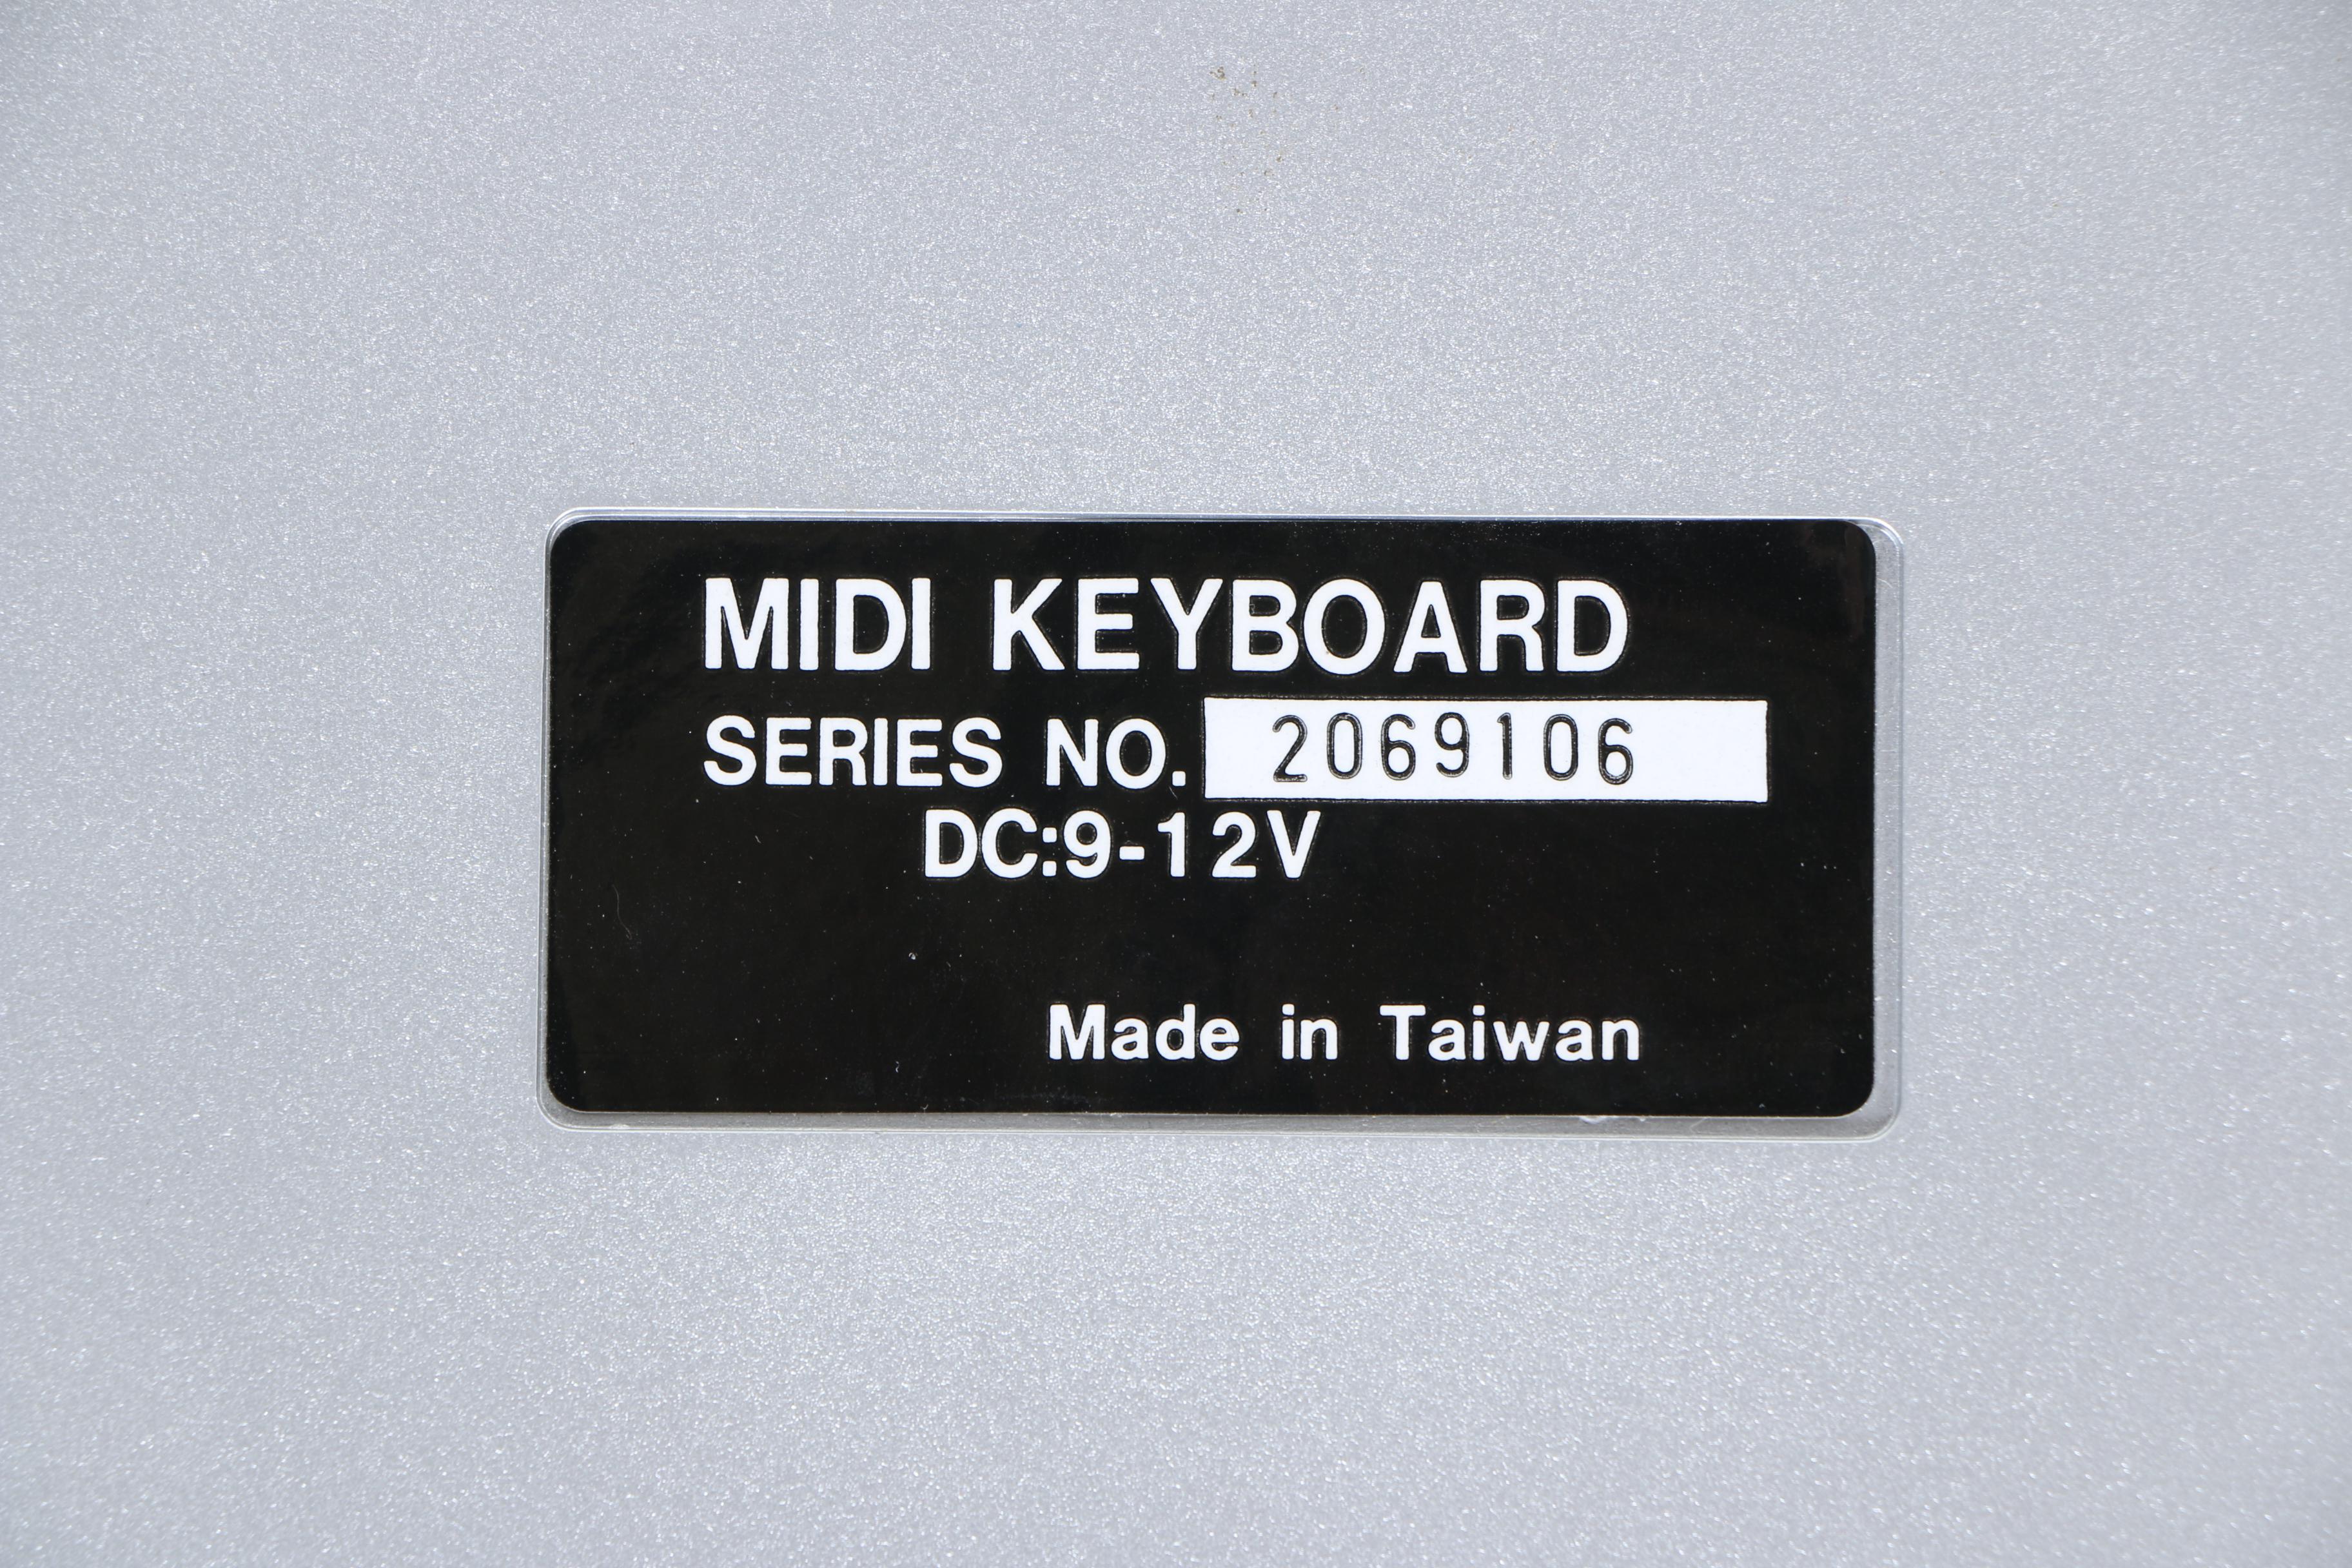 MIDI KEYBOARD
SERIES NO. 2069106
DC:9-12V
Made in Taiwan